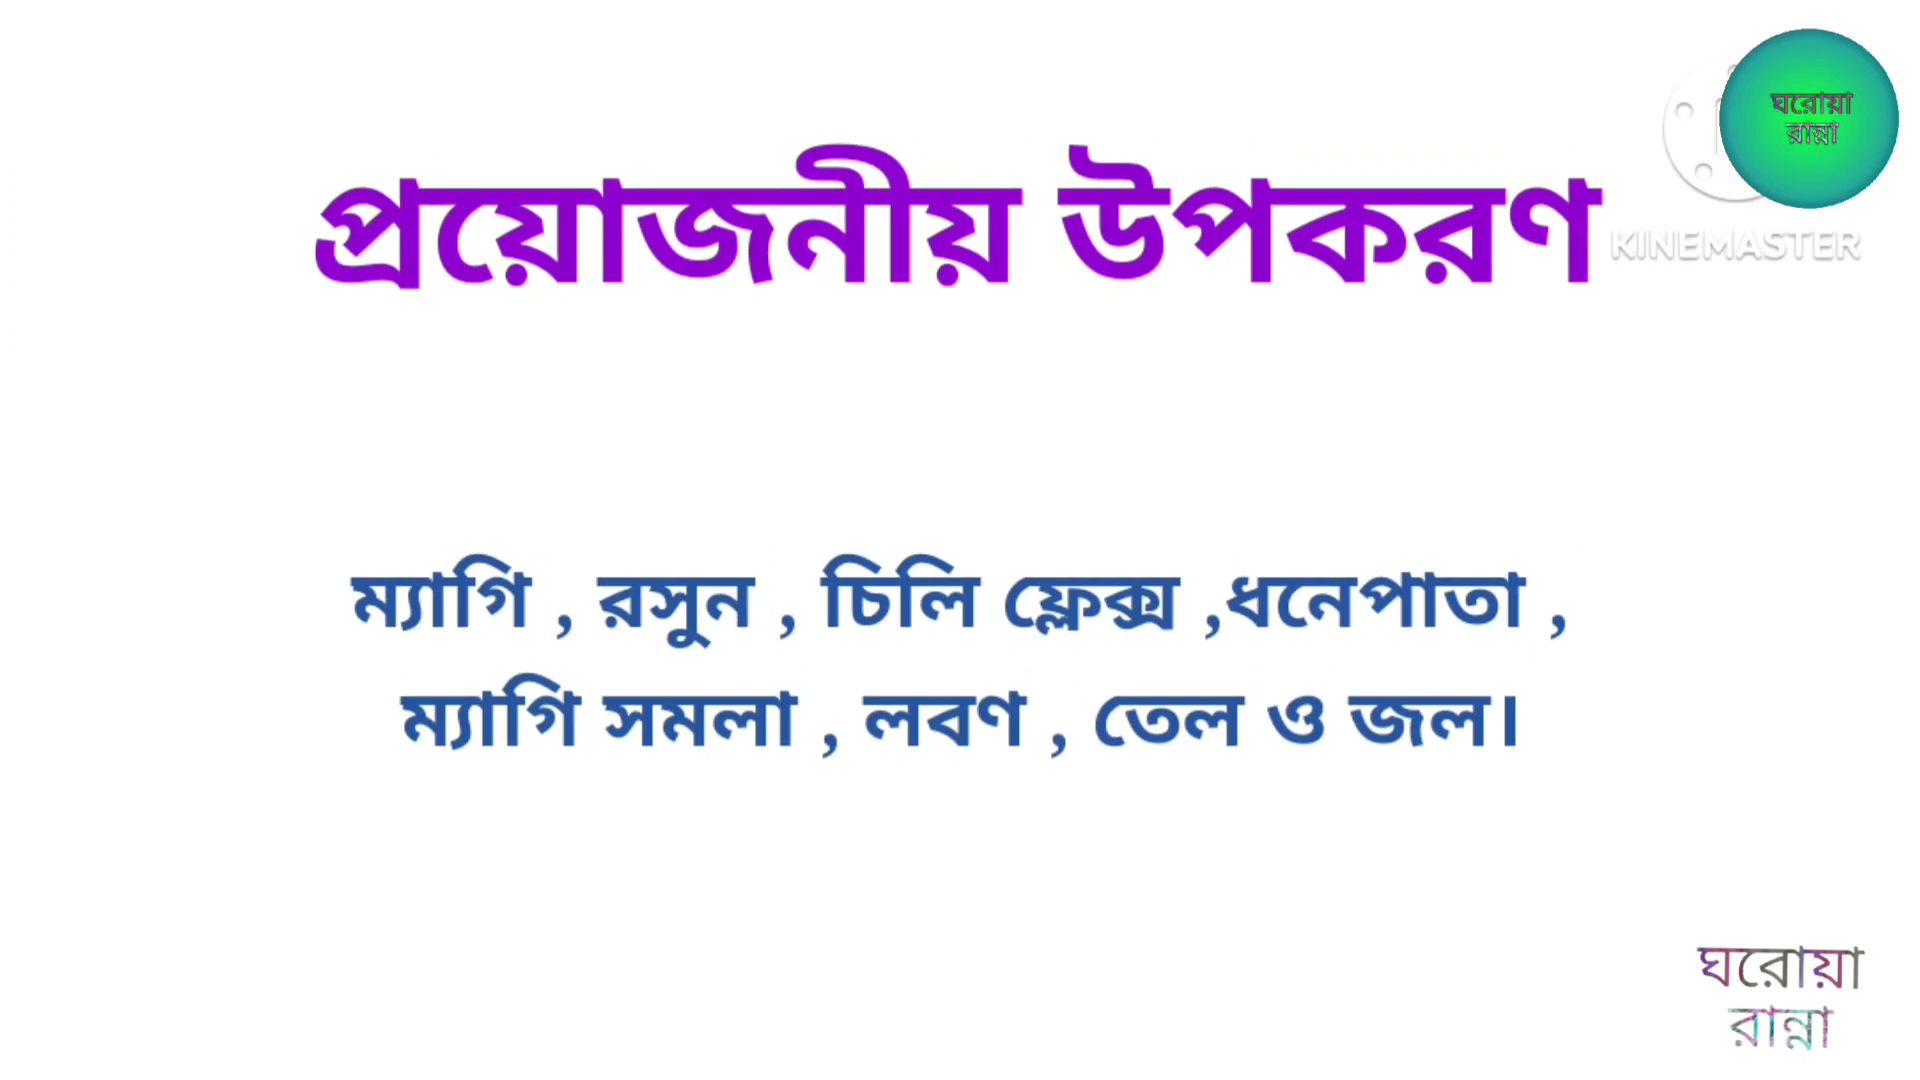 ঘরোয়া
রান্না
প্রয়োজনীয় উপকরণ
KINEMASTER
ম্যাগি , রসুন , চিলি ফ্লেক্স ,ধনেপাতা ,
ম্যাগি সমলা , লবণ , তেল ও জল।
ঘরোয়া
রান্না